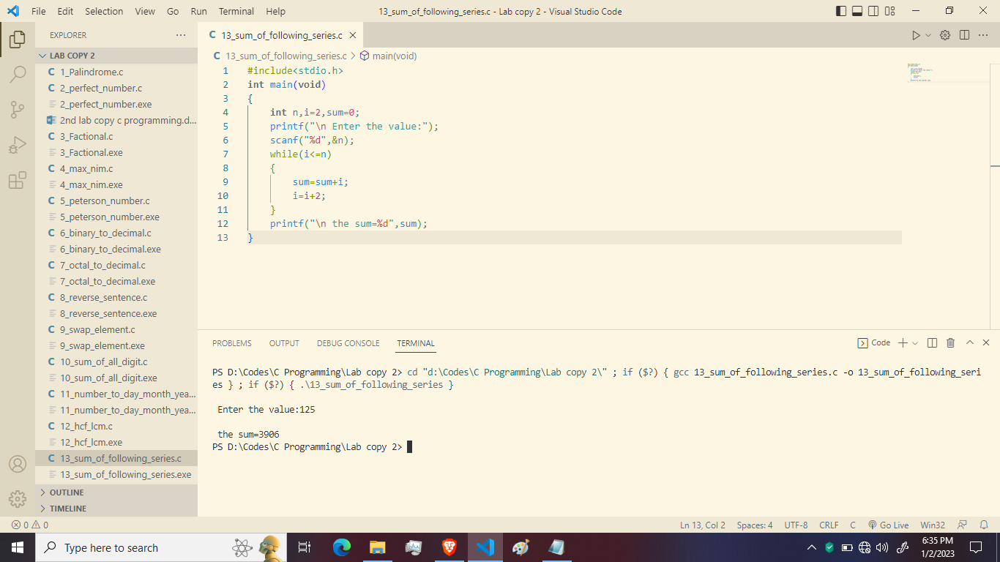 File Edit Selection View Go Run Terminal Help
13_sum_of_following_series.c - Lab copy 2 - Visual Studio Code
EXPLORER
LAB COPY 2
1_Palindrome.c
2_perfect_number.c
2_perfect_number.exe
2nd lab copy c programming.d...
3_Factional.c
3_Factional.exe
4_max_nim.c
4_max_nim.exe
5_peterson_number.c
5_peterson_number.exe
6_binary_to_decimal.c
6_binary_to_decimal.exe
7_octal_to_decimal.c
7_octal_to_decimal.exe
8_reverse_sentence.c
8_reverse_sentence.exe
9_swap_element.c
9_swap_element.exe
10_sum_of_all_digit.c
10_sum_of_all_digit.exe
11_number_to_day_month_yea...
11_number_to_day_month_yea...
12_hcf_lcm.c
12_hcf_lcm.exe
13_sum_of_following_series.c
13_sum_of_following_series.exe
OUTLINE
TIMELINE
C 13_sum_of_following_series.c
C 13_sum_of_following_series.c > main(void)
1 #include<stdio.h>
2 int main(void)
3 {
4     int n,i=2,sum=0;
5     printf("\n Enter the value:");
6     scanf("%d",&n);
7     while(i<=n)
8     {
9         sum=sum+i;
10         i=i+2;
11     }
12     printf("\n the sum=%d",sum);
13 }
PROBLEMS OUTPUT DEBUG CONSOLE TERMINAL
Code
PS D:\Codes\C Programming\Lab copy 2> cd "d:\Codes\C Programming\Lab copy 2\" ; if ($?) { gcc 13_sum_of_following_series.c -o 13_sum_of_following_seri
es } ; if ($?) { .\13_sum_of_following_series }
Enter the value:125
the sum=3906
PS D:\Codes\C Programming\Lab copy 2>
0 0
Ln 13, Col 2 Spaces: 4 UTF-8 CRLF C Go Live Win32
Type here to search
6:35 PM
1/2/2023